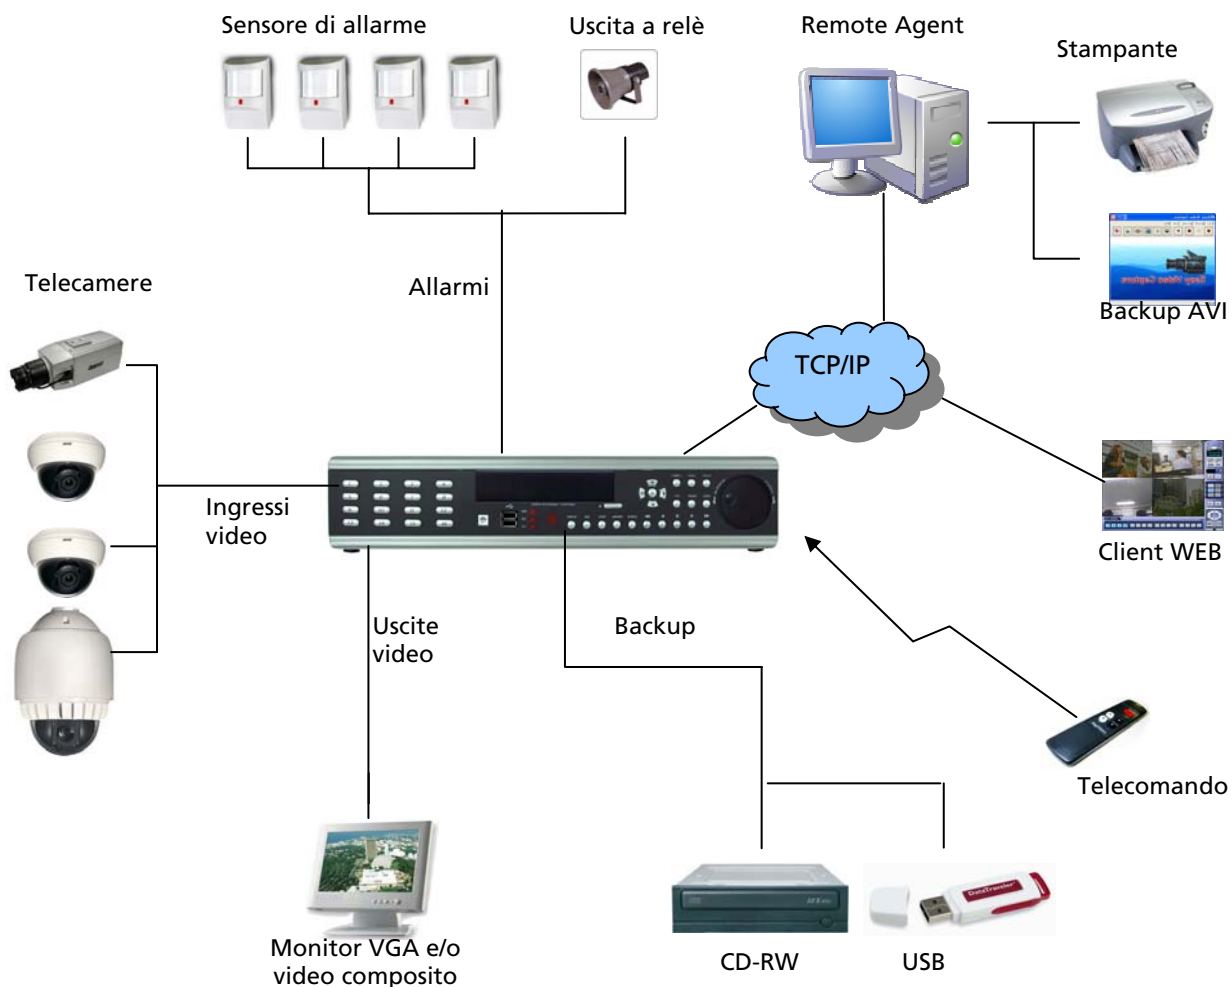 Sensore di allarme
Uscita a relè
Remote Agent
Stampante
Telecamere
Allarmi
Backup AVI
TCP/IP
Ingressi
video
Client WEB
Uscite
video
Backup
Telecomando
DataTraveler
Monitor VGA e/o
video composito
CD-RW
USB